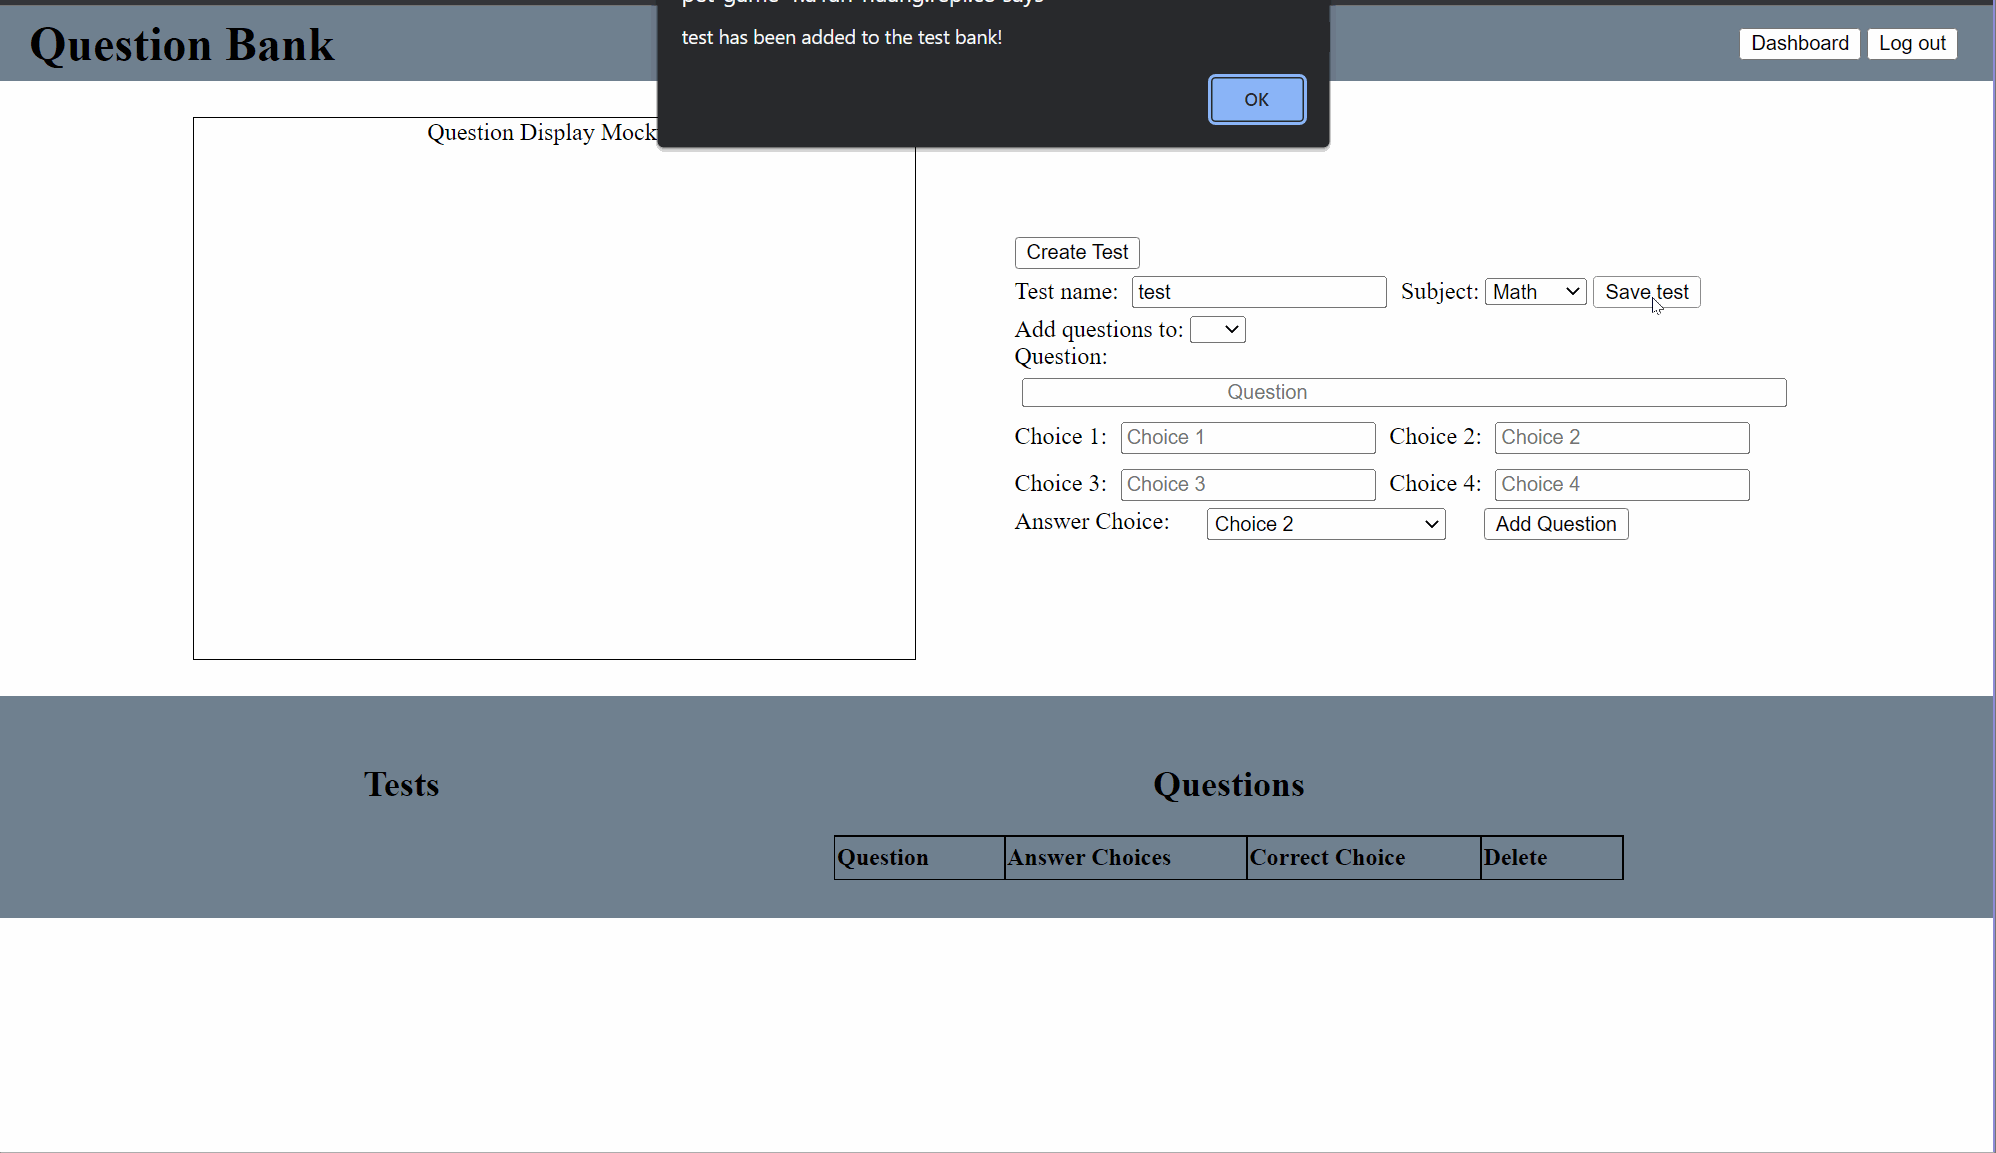 Question Bank
test has been added to the test bank!
OK
Dashboard
Log out
Question Display Mock
Create Test
Test name: test Subject: Math Save test
Add questions to:
Question:
Question
Choice 1: Choice 1 Choice 2: Choice 2
Choice 3: Choice 3 Choice 4: Choice 4
Answer Choice: Choice 2 Add Question
Tests
Questions
Question Answer Choices Correct Choice Delete